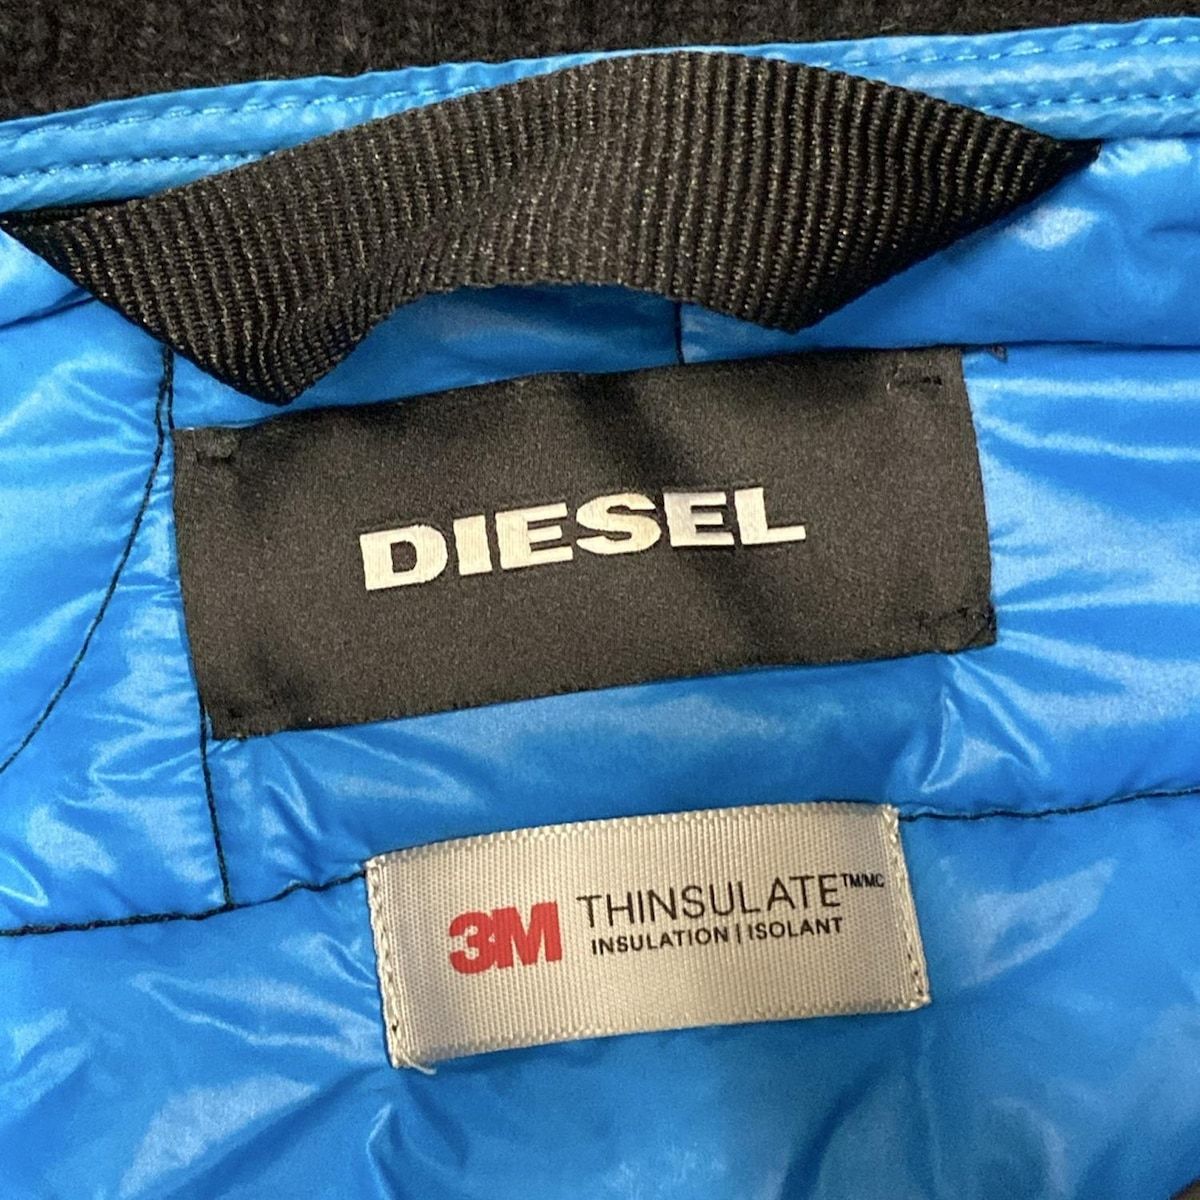 DIESEL
3M THINSULATE™/MC
INSULATION | ISOLANT